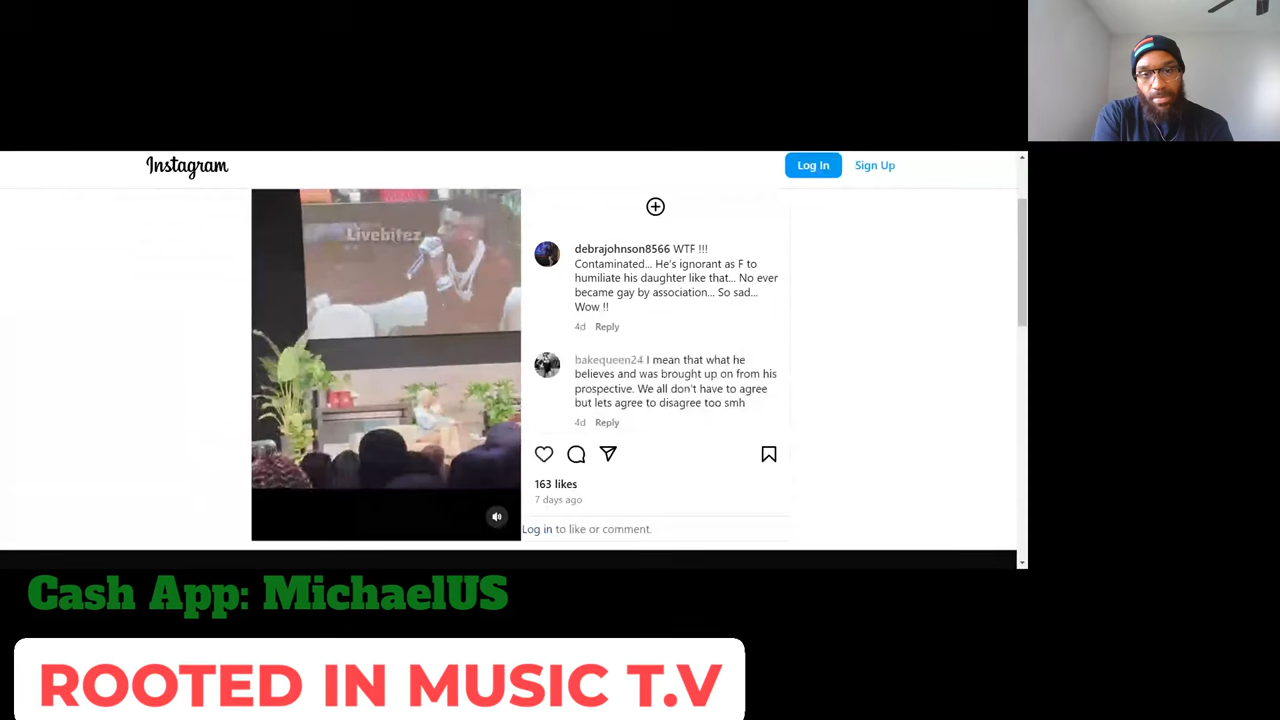 Instagram
Log In
Sign Up
Livebitez
debrajohnson8566 WTF !!!
Contaminated... He's ignorant as F to
humiliate his daughter like that... No ever
became gay by association... So sad...
Wow !!
4d Reply
bakequeen24 I mean that what he
believes and was brought up on from his
prospective. We all don't have to agree
but lets agree to disagree too smh
4d Reply
163 likes
7 days ago
Log in to like or comment.
Cash App: MichaelUS
ROOTED IN MUSIC T.V